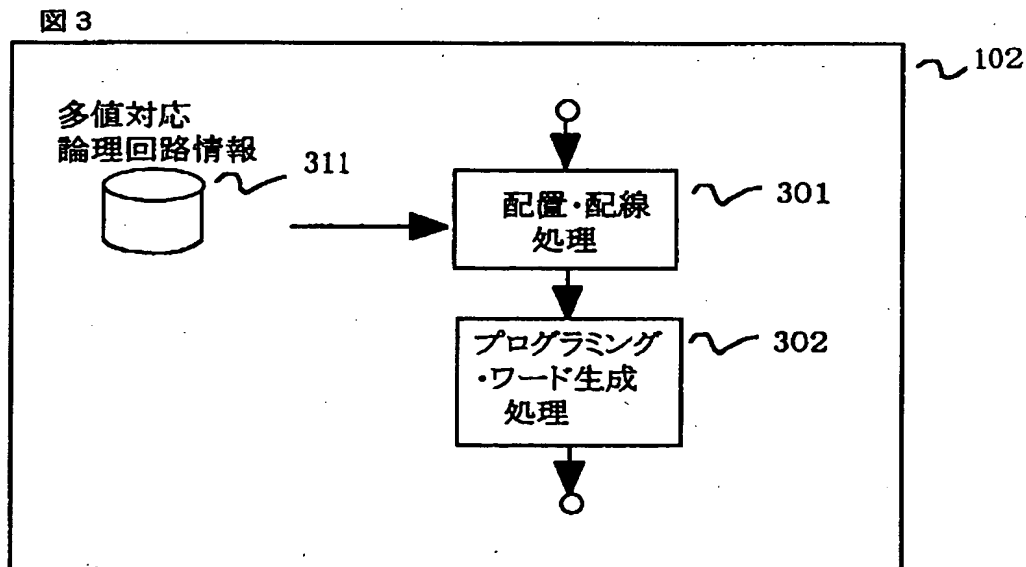 図3
102
多値対応
論理回路情報
311
配置・配線
処理
301
プログラミング
・ワード生成
処理
302